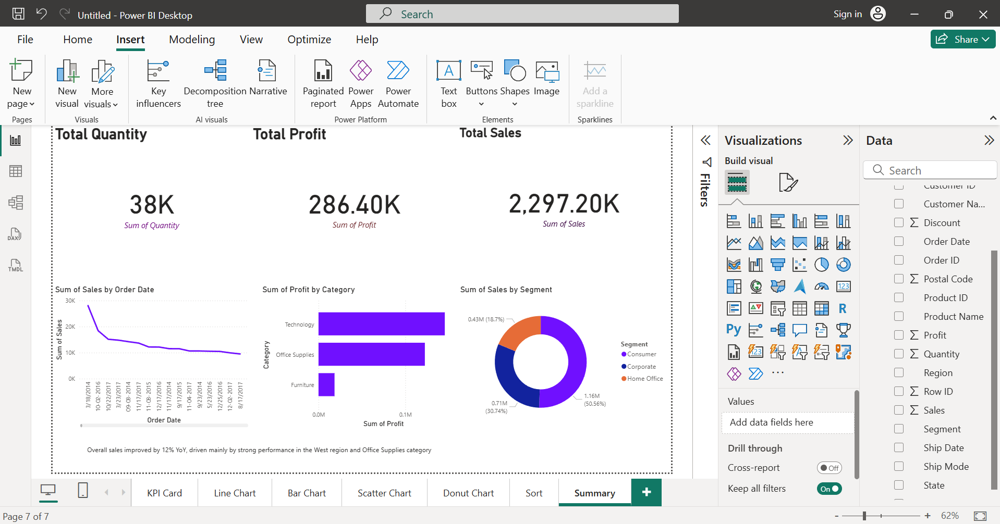 Untitled - Power BI Desktop
Search
Sign in
File Home Insert Modeling View Optimize Help
Share
New page
New visual
More visuals
Key influencers
Decomposition tree
Narrative
Paginated report
Power Apps
Power Automate
Text box
Buttons
Shapes
Image
Add a sparkline
Pages
Visuals
AI visuals
Power Platform
Elements
Sparklines
DAX
TMDL
Total Quantity
38K
Sum of Quantity
Total Profit
286.40K
Sum of Profit
Total Sales
2,297.20K
Sum of Sales
Sum of Sales by Order Date
Sum of Sales
30K
20K
10K
0K
3/18/2014
10-02-2016
10/22/2017
3/23/2017
09-08-2014
11/17/2017
11-08-2015
12/17/2016
11/17/2014
9/17/2015
11-04-2017
9/23/2014
5/23/2016
12/25/2016
12-02-2017
8/17/2017
Order Date
Sum of Profit by Category
Category
Technology
Office Supplies
Furniture
0.0M
0.1M
Sum of Profit
Sum of Sales by Segment
0.43M (18.7%)
0.71M
(30.74%)
1.16M
(50.56%)
Segment
Consumer
Corporate
Home Office
Overall sales improved by 12% YoY, driven mainly by strong performance in the West region and Office Supplies category
Filters
Visualizations
Build visual
123
R
Py
123
...
Values
Add data fields here
Drill through
Cross-report
Off
Keep all filters
On
Data
Search
Customer ID
Customer Na...
Discount
Order Date
Order ID
Postal Code
Product ID
Product Name
Profit
Quantity
Region
Row ID
Sales
Segment
Ship Date
Ship Mode
State
KPI Card
Line Chart
Bar Chart
Scatter Chart
Donut Chart
Sort
Summary
Page 7 of 7
62%